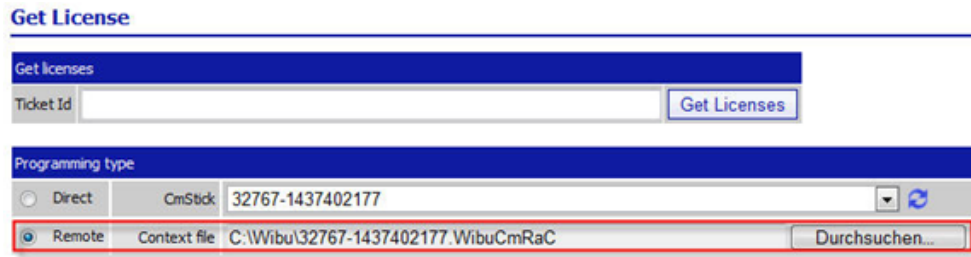 Get License
Get licenses
Ticket Id Get Licenses
Programming type
Direct CmStick 32767-1437402177
Remote Context file C:\Wibu\32767-1437402177.WibuCmRaC Durchsuchen...